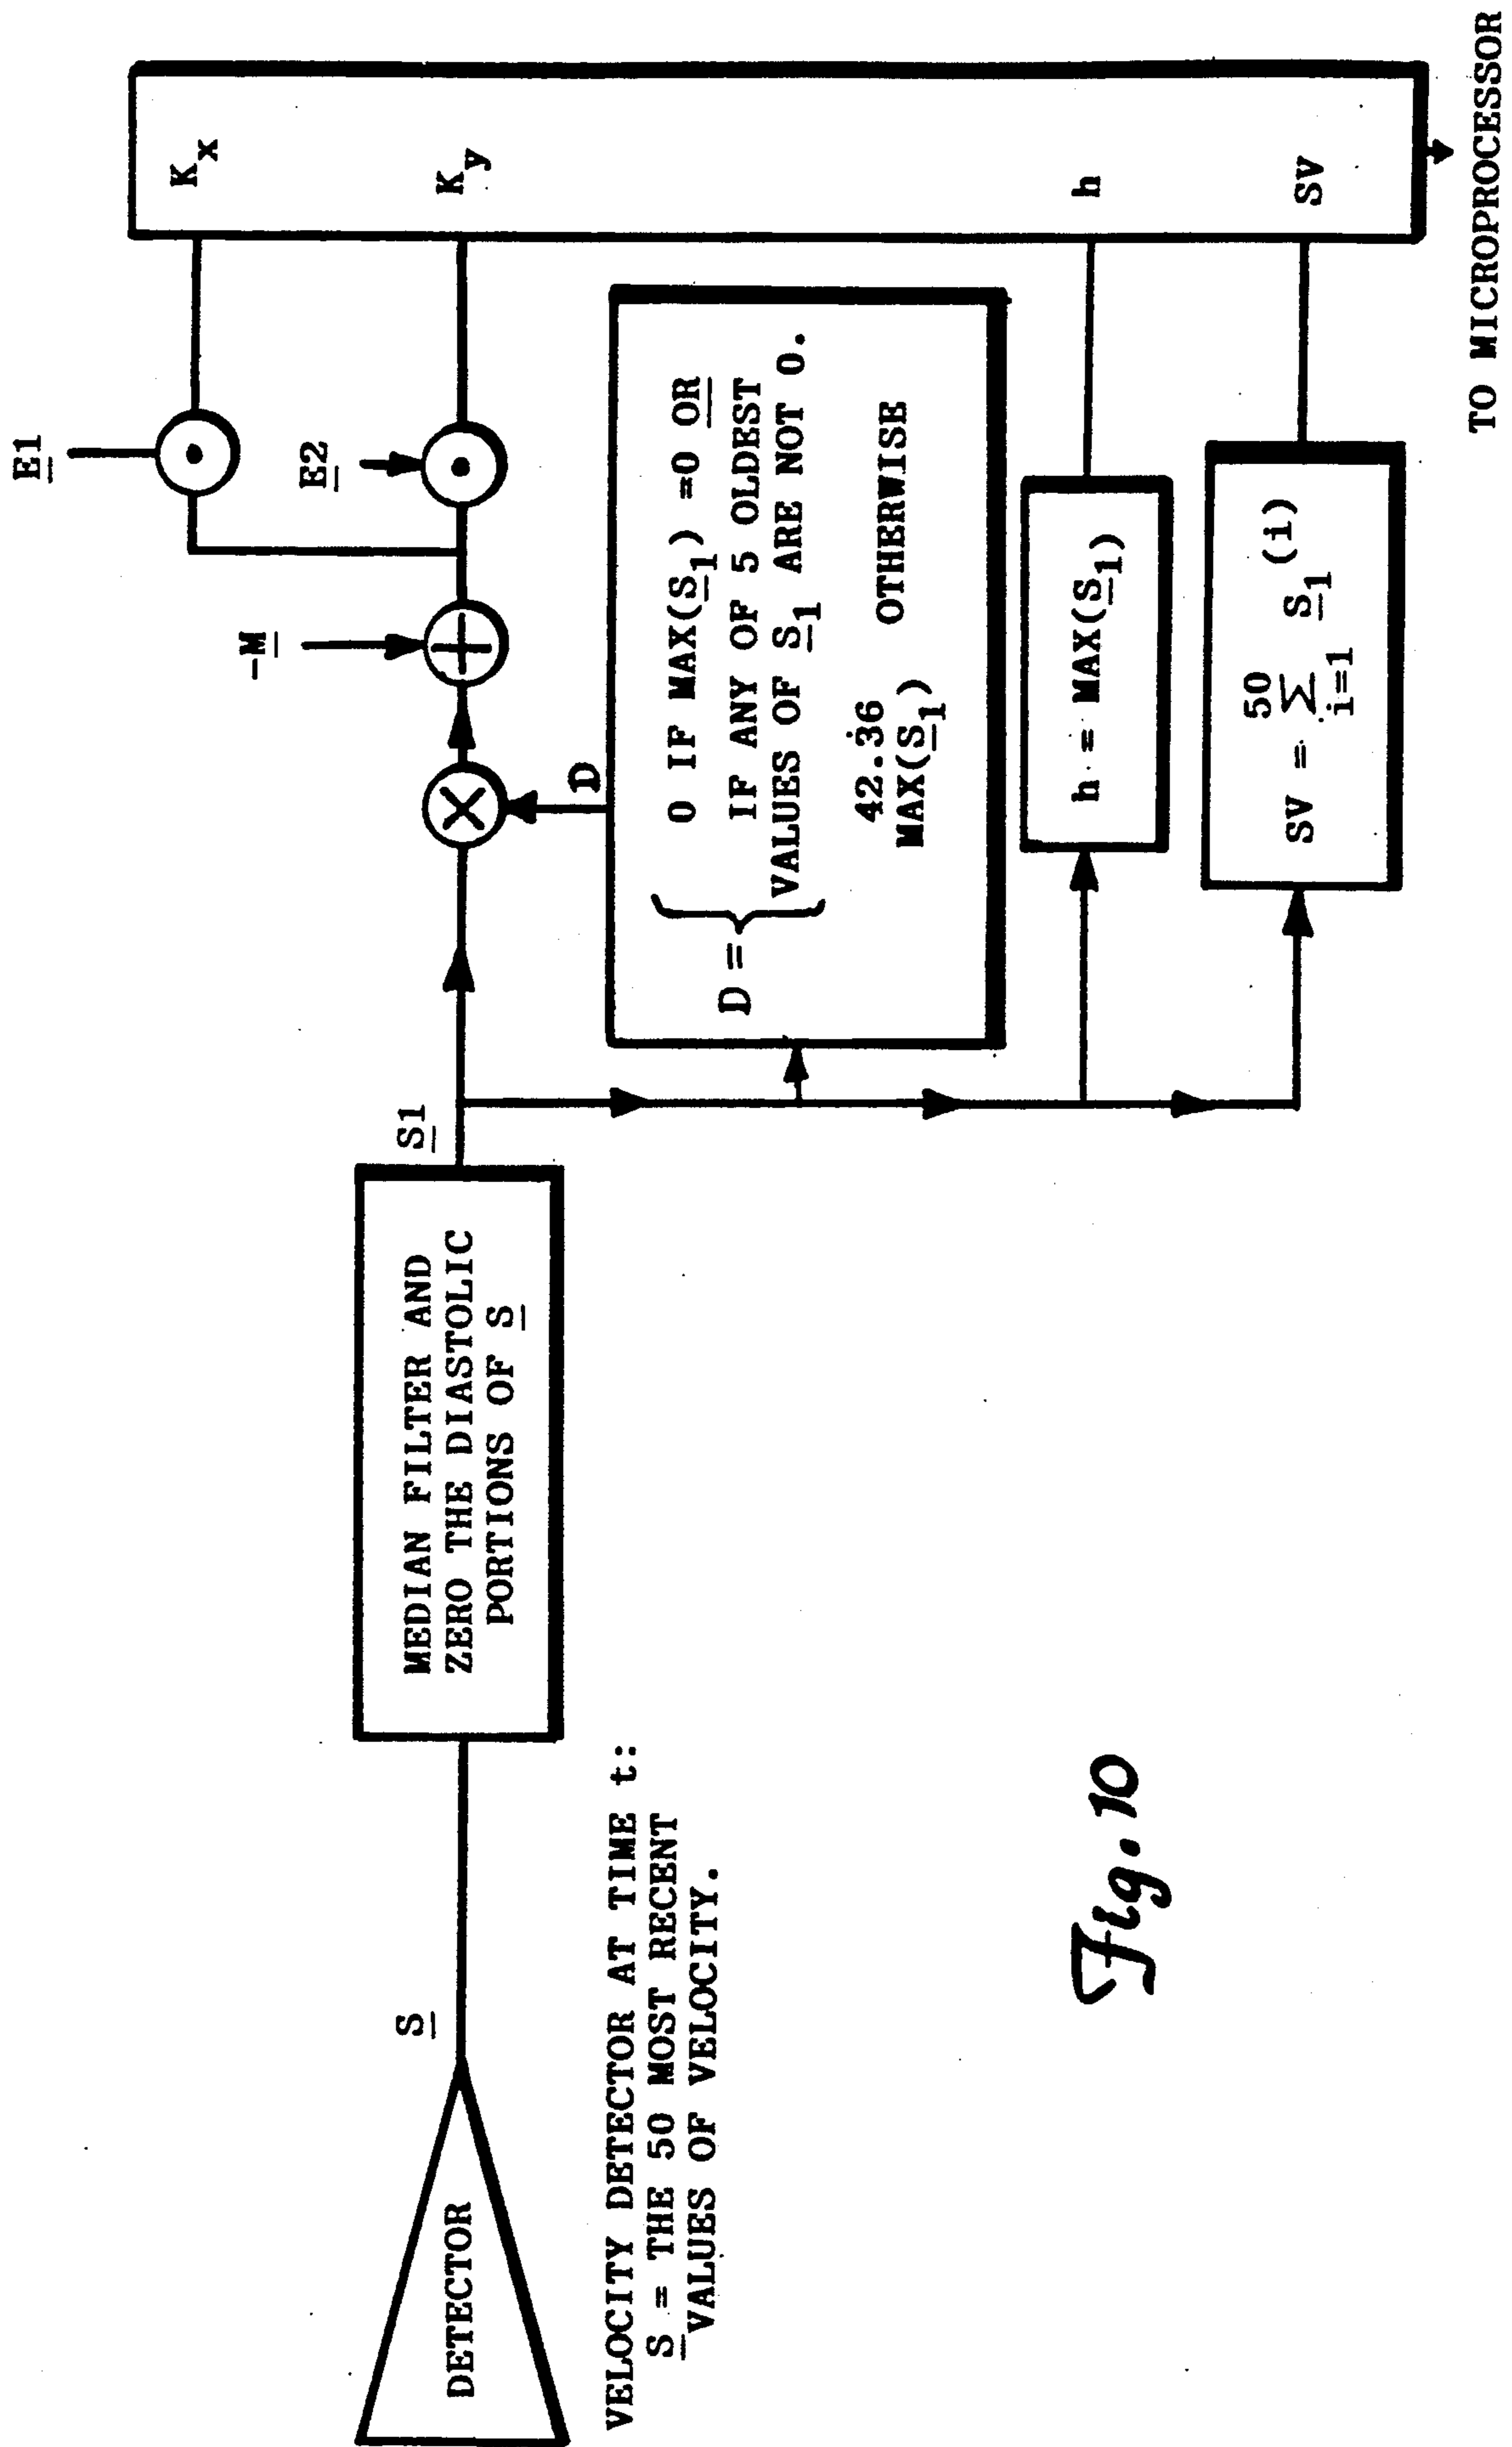 DETECTOR
S
VELOCITY DETECTOR AT TIME t:
S = THE 50 MOST RECENT
VALUES OF VELOCITY.
MEDIAN FILTER AND
ZERO THE DIASTOLIC
PORTIONS OF S
S1
D
-M
E1
E2
D =
0 IF MAX(S1) =0 OR
IF ANY OF 5 OLDEST
VALUES OF S1 ARE NOT 0.
42.36
MAX(S1)
OTHERWISE
h = MAX(S1)
50
SV = Σ S1(i)
i=1
Kx
Ky
h
SV
TO MICROPROCESSOR
Fig. 10